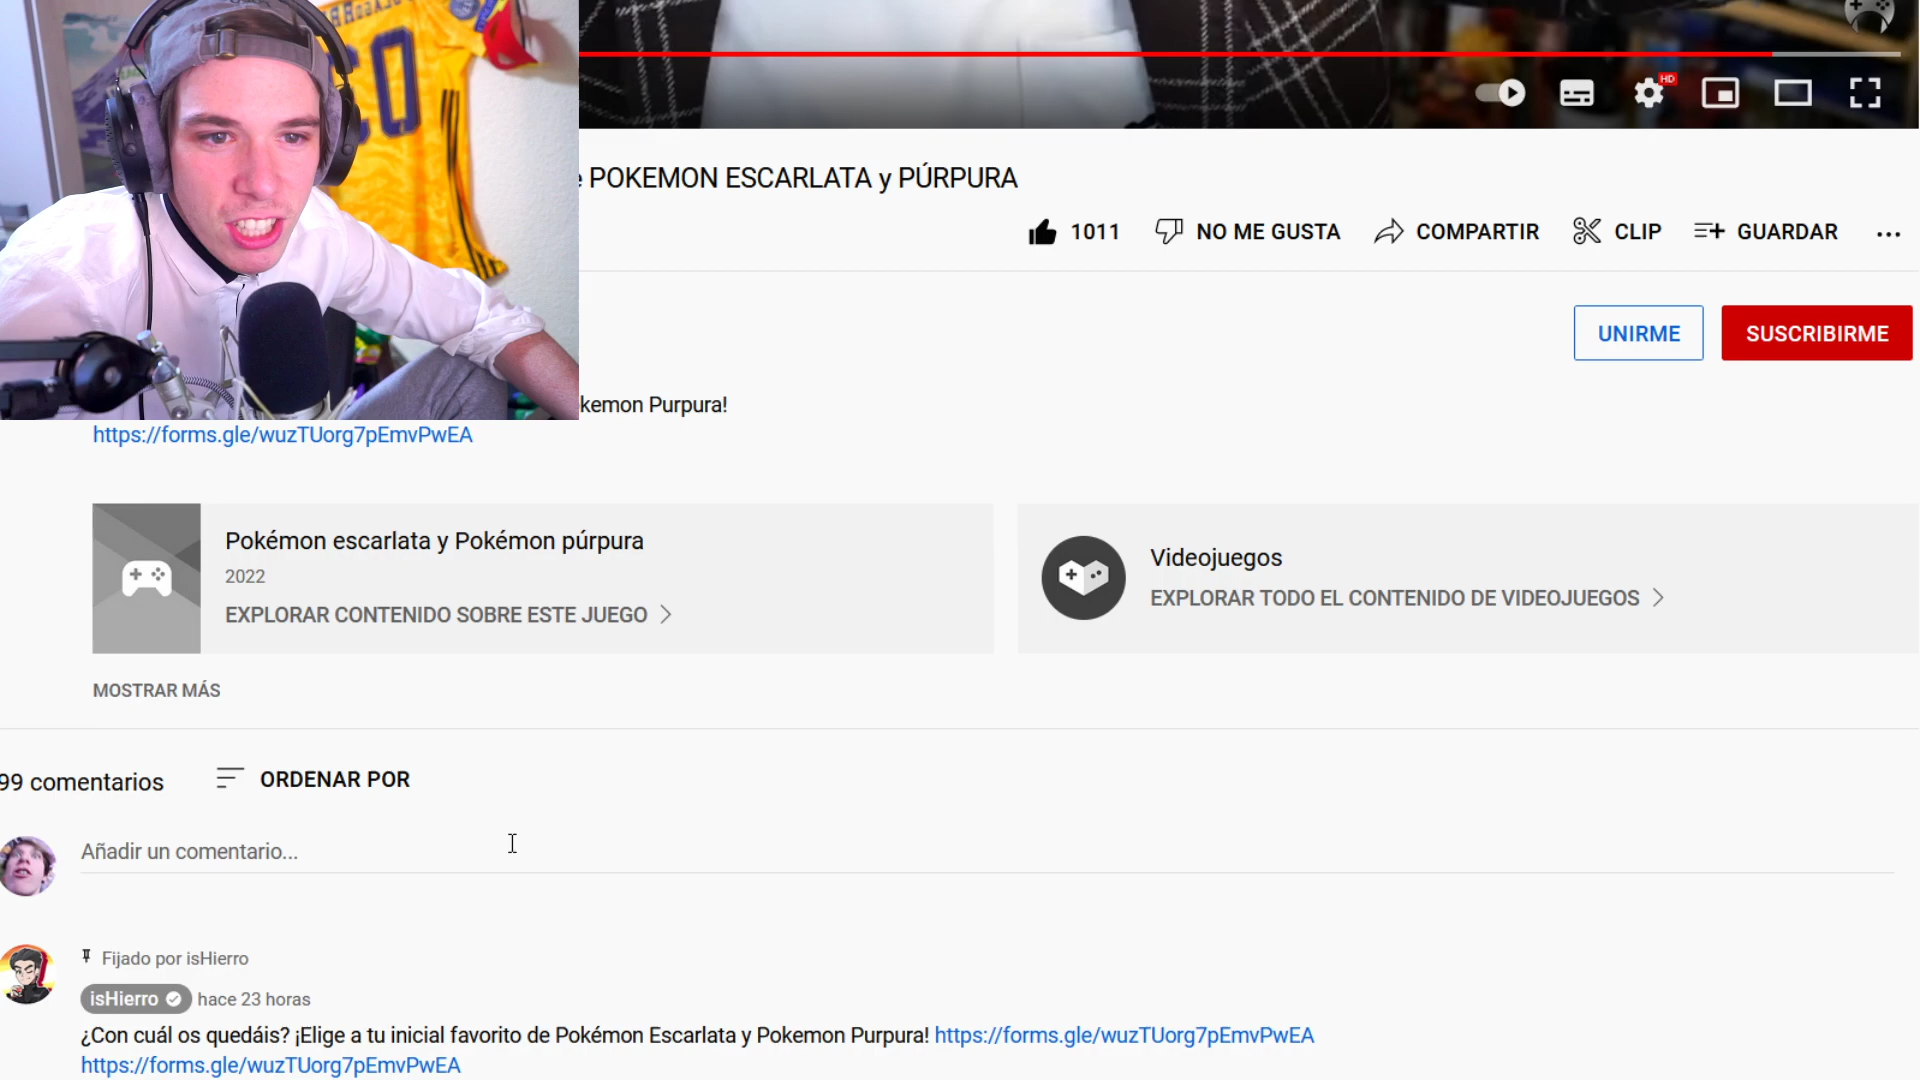 HD
POKEMON ESCARLATA y PÚRPURA
1011 NO ME GUSTA COMPARTIR CLIP GUARDAR ...
UNIRME SUSCRIBIRME
kemon Purpura!
https://forms.gle/wuzTUorg7pEmvPwEA
Pokémon escarlata y Pokémon púrpura
2022
EXPLORAR CONTENIDO SOBRE ESTE JUEGO
Videojuegos
EXPLORAR TODO EL CONTENIDO DE VIDEOJUEGOS
MOSTRAR MÁS
99 comentarios ORDENAR POR
Añadir un comentario...
Fijado por isHierro
isHierro hace 23 horas
¿Con cuál os quedáis? ¡Elige a tu inicial favorito de Pokémon Escarlata y Pokemon Purpura! https://forms.gle/wuzTUorg7pEmvPwEA
https://forms.gle/wuzTUorg7pEmvPwEA